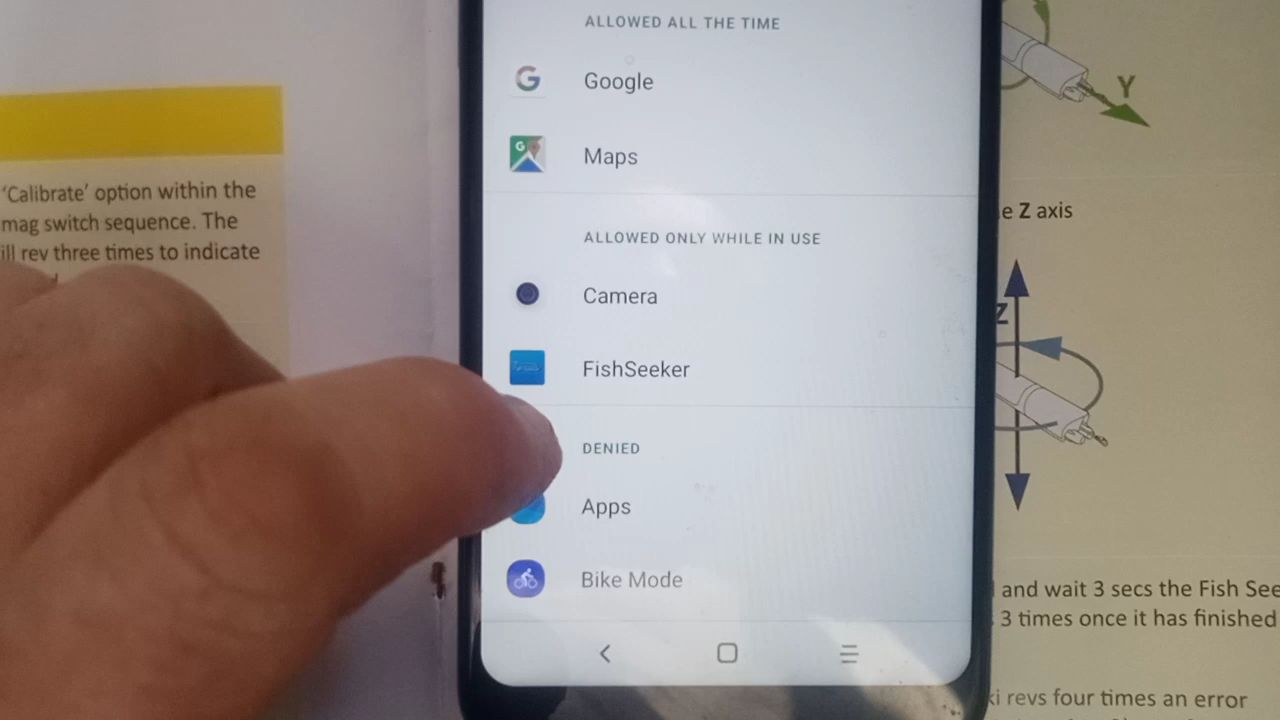 'Calibrate' option within the
mag switch sequence. The
ill rev three times to indicate
ALLOWED ALL THE TIME
Google
Maps
ALLOWED ONLY WHILE IN USE
Camera
FishSeeker
DENIED
Apps
Bike Mode
Y
e Z axis
Z
and wait 3 secs the Fish See
3 times once it has finished
ki revs four times an error